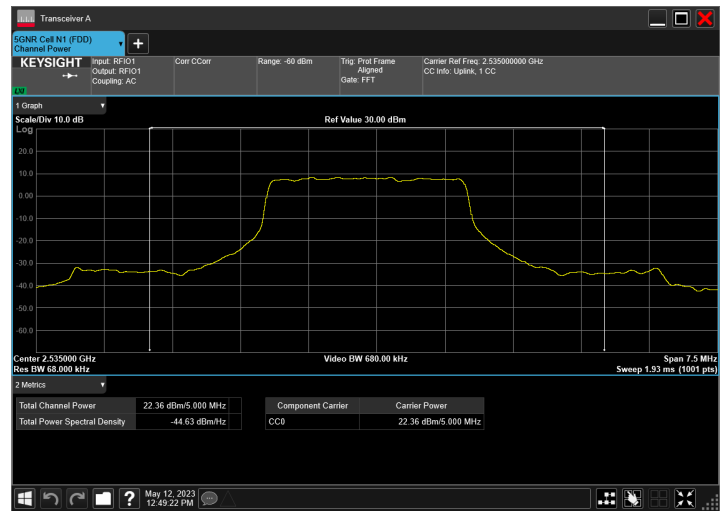 Transceiver A
5GNR Cell N1 (FDD)
Channel Power
KEYSIGHT
LXI
Input: RFIO1
Output: RFIO1
Coupling: AC
Corr CCorr
Range: -60 dBm
Trig: Prot Frame
Aligned
Gate: FFT
Carrier Ref Freq: 2.535000000 GHz
CC Info: Uplink, 1 CC
1 Graph
Scale/Div 10.0 dB
Ref Value 30.00 dBm
Log
20.0
10.0
0.00
-10.0
-20.0
-30.0
-40.0
-50.0
-60.0
Center 2.535000 GHz
Video BW 680.00 kHz
Span 7.5 MHz
Res BW 68.000 kHz
Sweep 1.93 ms (1001 pts)
2 Metrics
Total Channel Power 22.36 dBm/5.000 MHz
Total Power Spectral Density -44.63 dBm/Hz
Component Carrier Carrier Power
CC0 22.36 dBm/5.000 MHz
May 12, 2023
12:49:22 PM